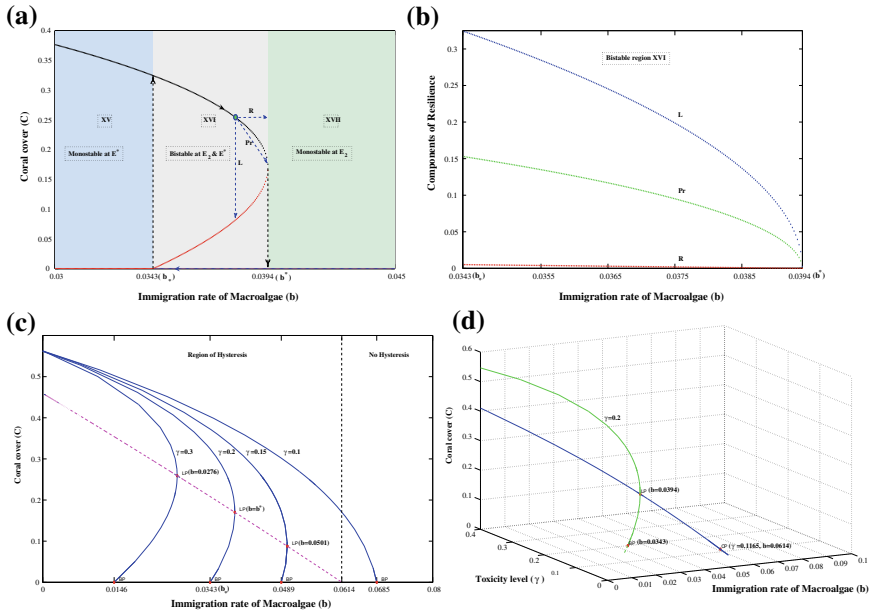 (a)
Coral cover (C)
0.4
0.35
0.3
0.25
0.2
0.15
0.1
0.05
0
XV
XVI
XVII
Monostable at E*
Bistable at E₂ & E*
Monostable at E₂
R
Pr
L
0.03
0.0343(b*)
0.0394 (b*)
0.045
Immigration rate of Macroalgae (b)
(b)
Components of Resilience
0.3
0.25
0.2
0.15
0.1
0.05
0
Bistable region XVI
L
Pr
R
0.0343(b*)
0.0355
0.0365
0.0375
0.0385
0.0394 (b*)
Immigration rate of Macroalgae (b)
(c)
Coral cover (C)
0.5
0.4
0.3
0.2
0.1
0
Region of Hysteresis
No Hysteresis
γ=0.3
γ=0.2
γ=0.15
γ=0.1
LP(b=0.0276)
LP(b=b*)
LP(b=0.0501)
BP
BP
BP
BP
0
0.0146
0.0343(b*)
0.0489
0.0614
0.0685
0.08
Immigration rate of Macroalgae (b)
(d)
Coral cover (C)
0.6
0.5
0.4
0.3
0.2
0.1
0
γ=0.2
LP (b=0.0394)
BP (b=0.0343)
CP (γ=0.1165, b=0.0614)
0.4
0.3
0.2
0.1
0
Toxicity level (γ)
0
0.01
0.02
0.03
0.04
0.05
0.06
0.07
0.08
0.09
0.1
Immigration rate of Macroalgae (b)